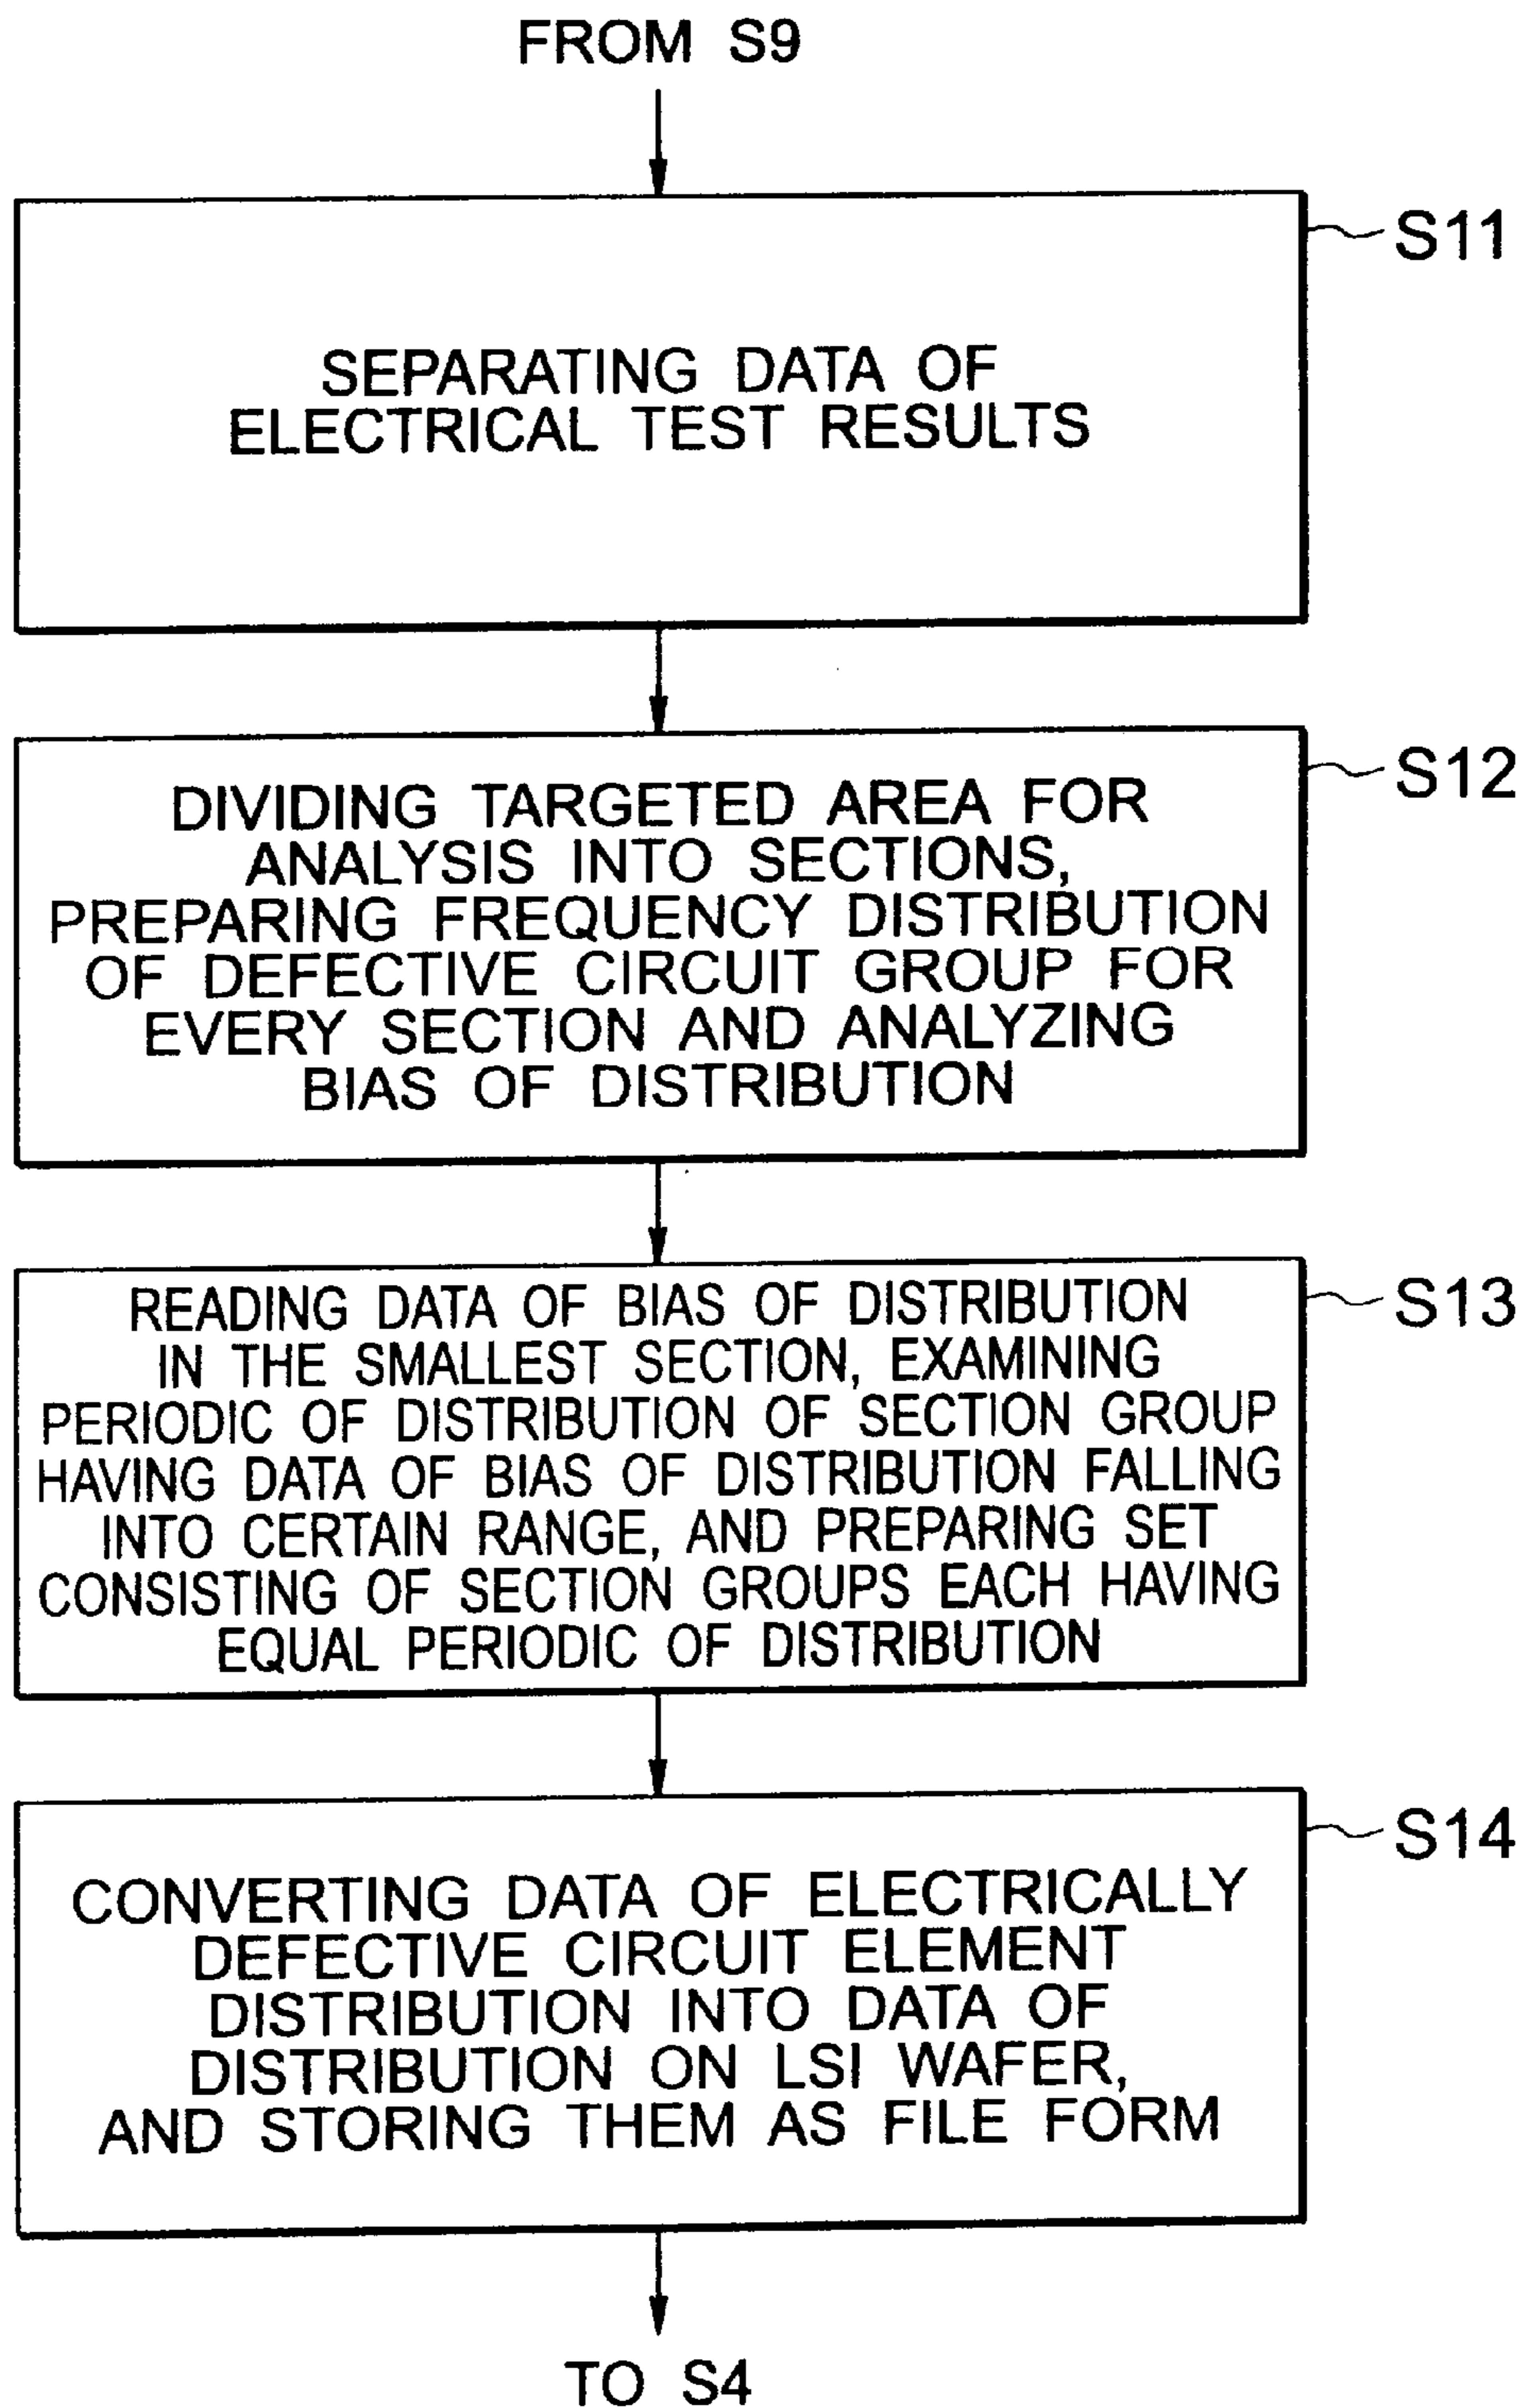 FROM S9
S11
SEPARATING DATA OF
ELECTRICAL TEST RESULTS
S12
DIVIDING TARGETED AREA FOR
ANALYSIS INTO SECTIONS,
PREPARING FREQUENCY DISTRIBUTION
OF DEFECTIVE CIRCUIT GROUP FOR
EVERY SECTION AND ANALYZING
BIAS OF DISTRIBUTION
S13
READING DATA OF BIAS OF DISTRIBUTION
IN THE SMALLEST SECTION, EXAMINING
PERIODIC OF DISTRIBUTION OF SECTION GROUP
HAVING DATA OF BIAS OF DISTRIBUTION FALLING
INTO CERTAIN RANGE, AND PREPARING SET
CONSISTING OF SECTION GROUPS EACH HAVING
EQUAL PERIODIC OF DISTRIBUTION
S14
CONVERTING DATA OF ELECTRICALLY
DEFECTIVE CIRCUIT ELEMENT
DISTRIBUTION INTO DATA OF
DISTRIBUTION ON LSI WAFER,
AND STORING THEM AS FILE FORM
TO S4